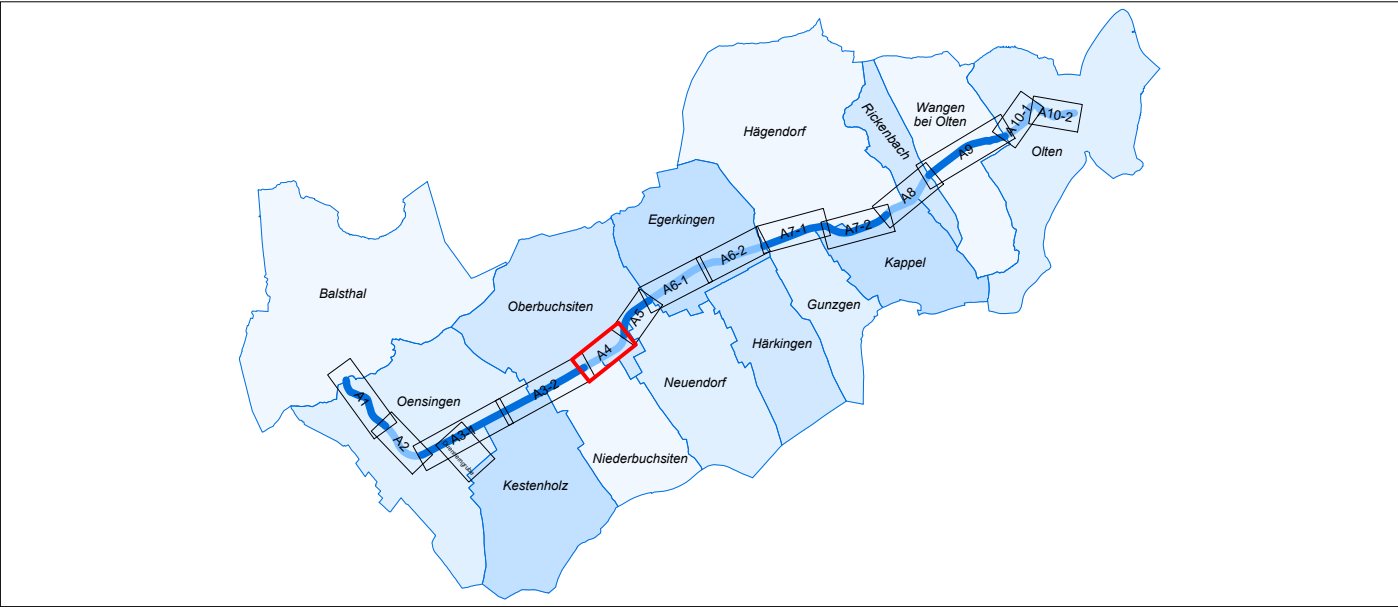 Hägendorf
Rickenbach
Wangen
bei Olten
A10-1
A10-2
Olten
A9
A8
Egerkingen
A7-1
A7-2
A6-2
A6-1
Kappel
Balsthal
Oberbuchsiten
A5
Gunzgen
A4
Härkingen
Neuendorf
A3-2
Oensingen
A1
A2
A3-1
Niederbuchsiten
Kestenholz